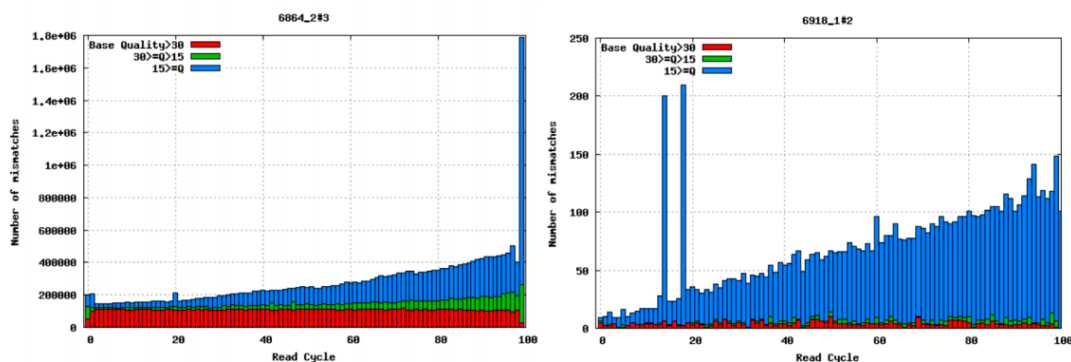 6864_2#3
1.8e+06
1.6e+06
1.4e+06
1.2e+06
1e+06
800000
600000
400000
200000
0
Number of mismatches
Base Quality>30
30>=Q>15
15>=Q
0 20 40 60 80 100
Read Cycle
6918_1#2
250
200
150
100
50
0
Number of mismatches
Base Quality>30
30>=Q>15
15>=Q
0 20 40 60 80 100
Read Cycle